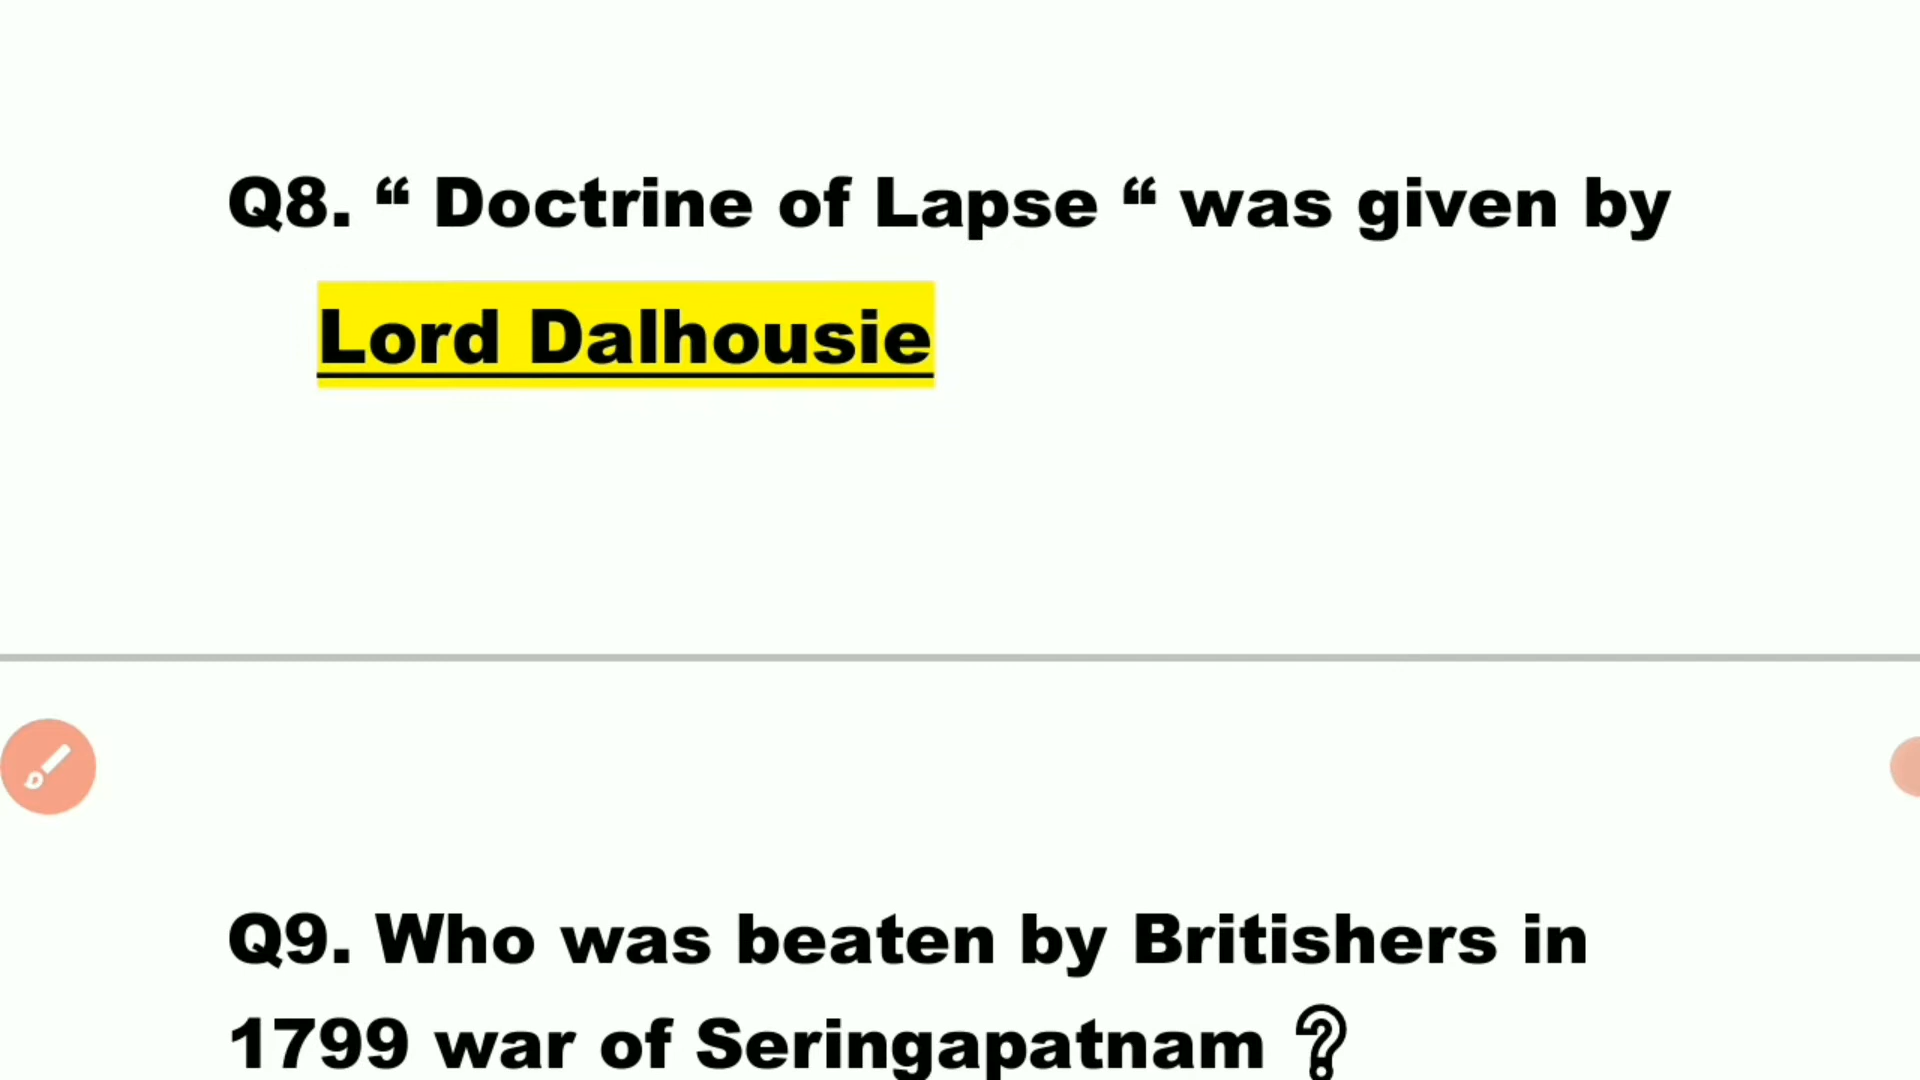 Q8. “ Doctrine of Lapse “ was given by
Lord Dalhousie
Q9. Who was beaten by Britishers in
1799 war of Seringapatnam ?